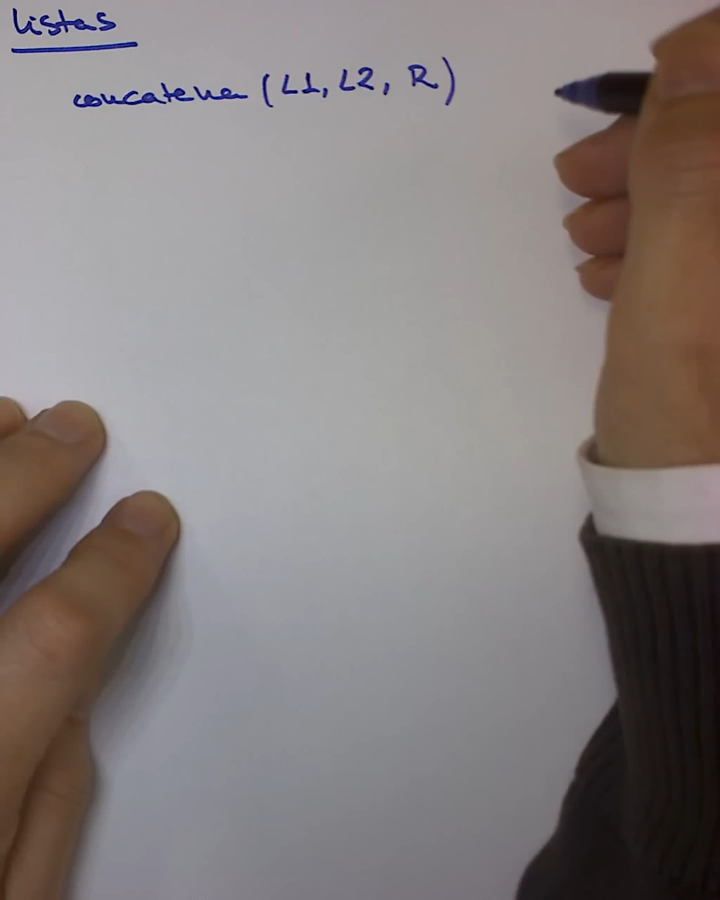 listas
concatena (L1, L2, R)